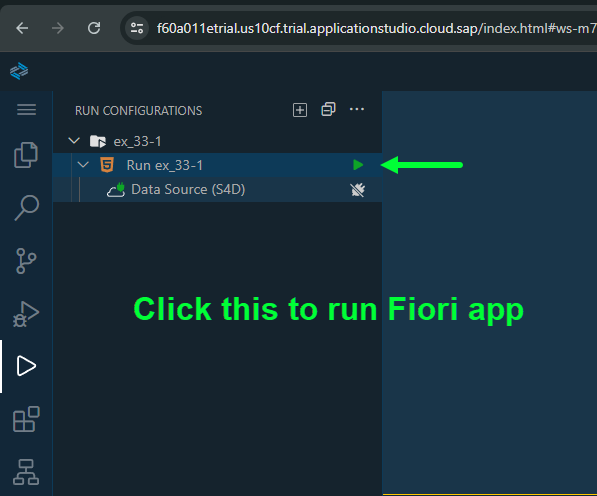 f60a011etrial.us10cf.trial.applicationstudio.cloud.sap/index.html#ws-m7
RUN CONFIGURATIONS
ex_33-1
Run ex_33-1
Data Source (S4D)
Click this to run Fiori app